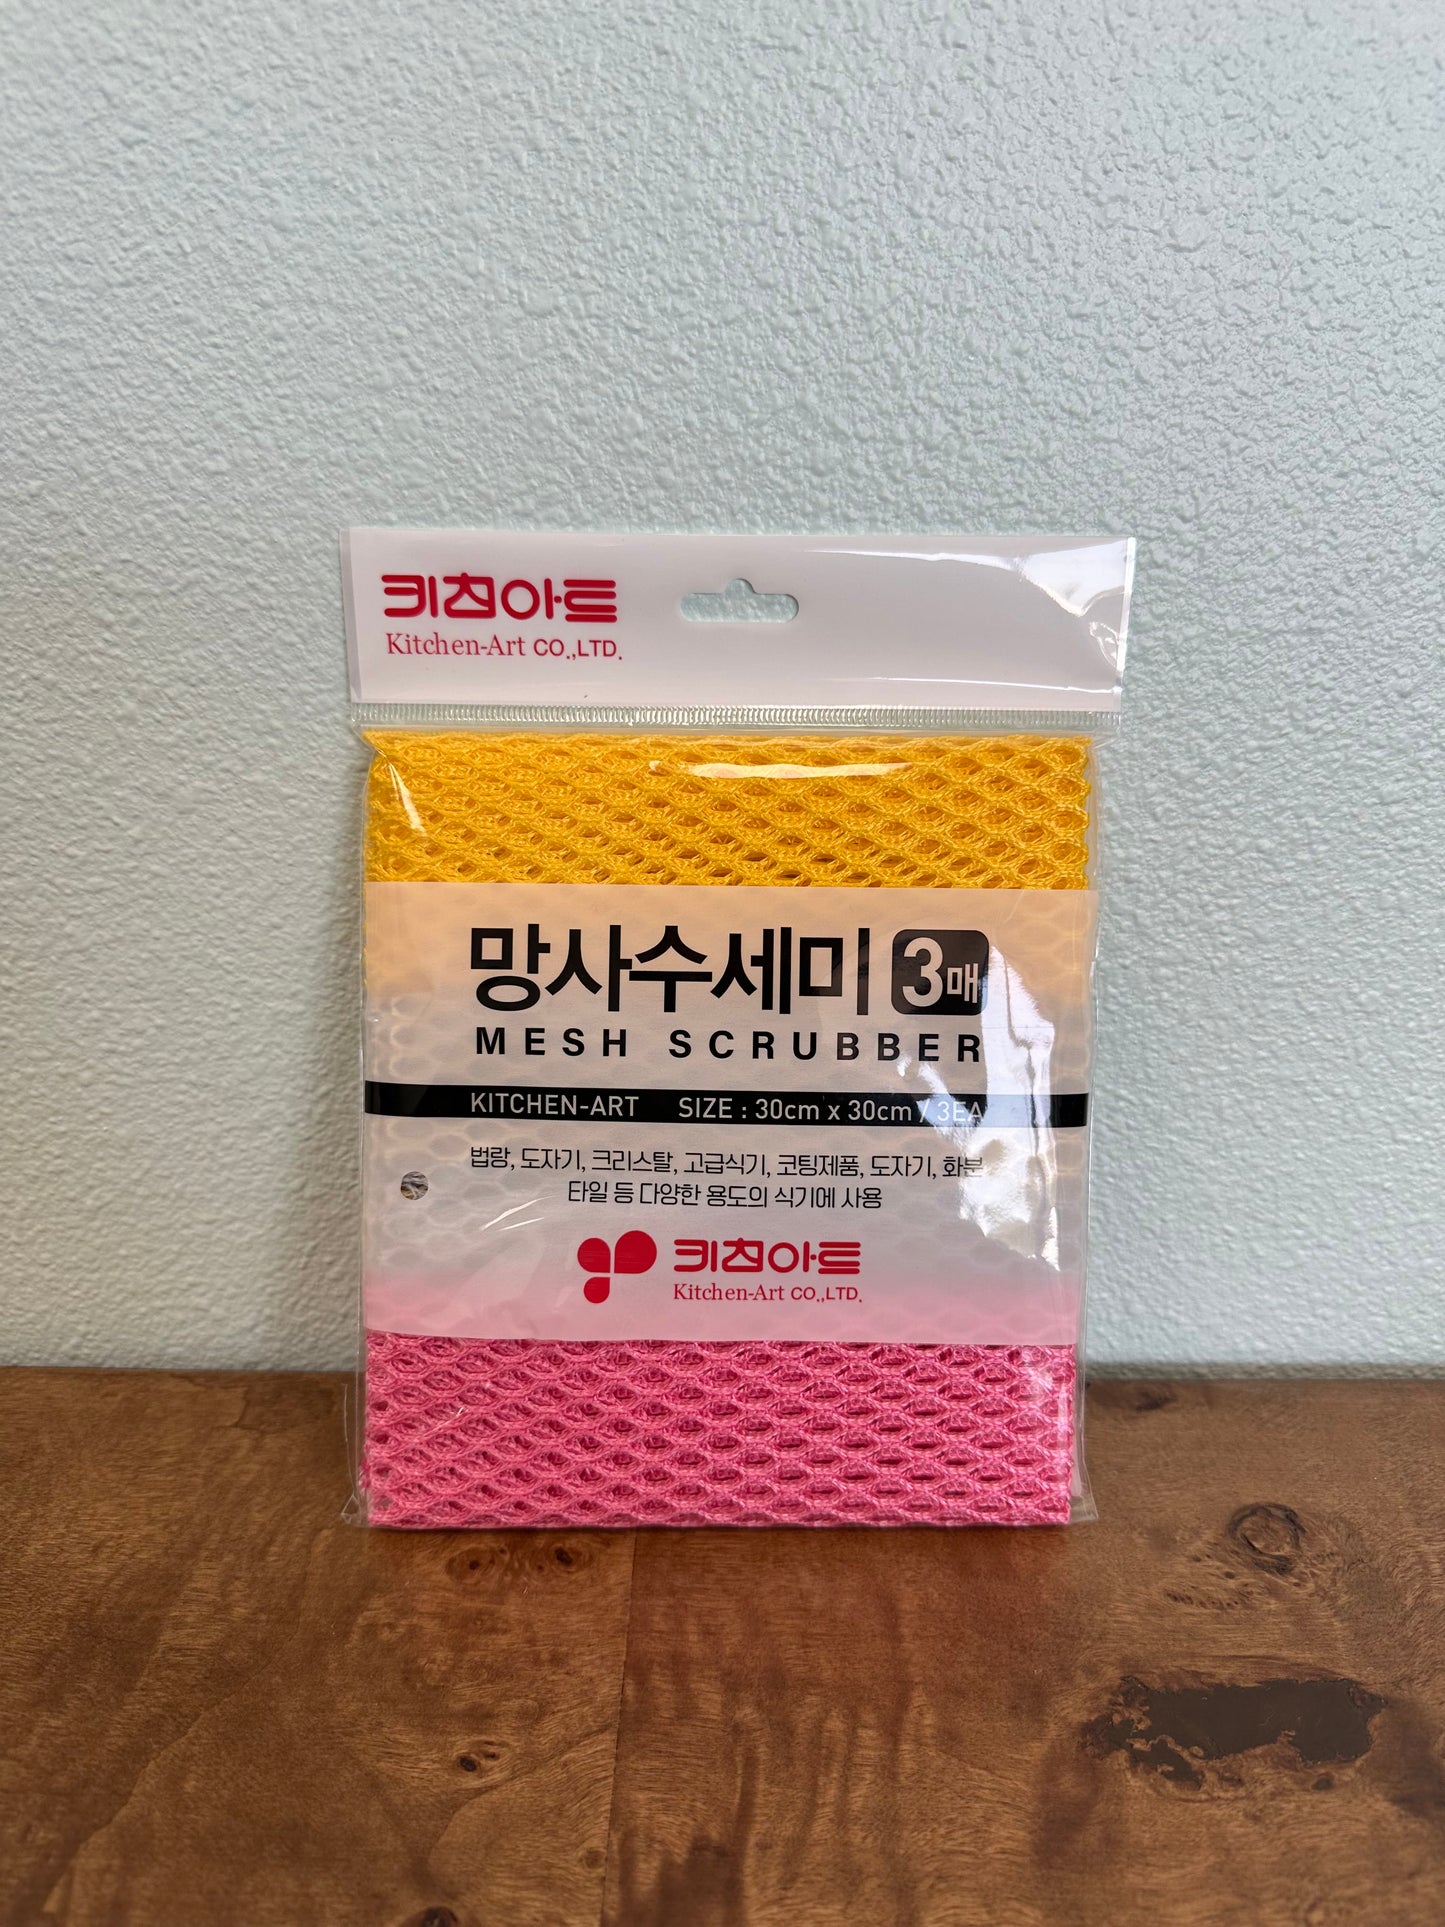 키친아트
Kitchen-Art CO.,LTD.
망사수세미 3매
MESH SCRUBBER
KITCHEN-ART SIZE : 30cm x 30cm / 3EA
법랑, 도자기, 크리스탈, 고급식기, 코팅제품, 도자기, 화분
타일 등 다양한 용도의 식기에 사용
키친아트
Kitchen-Art CO.,LTD.